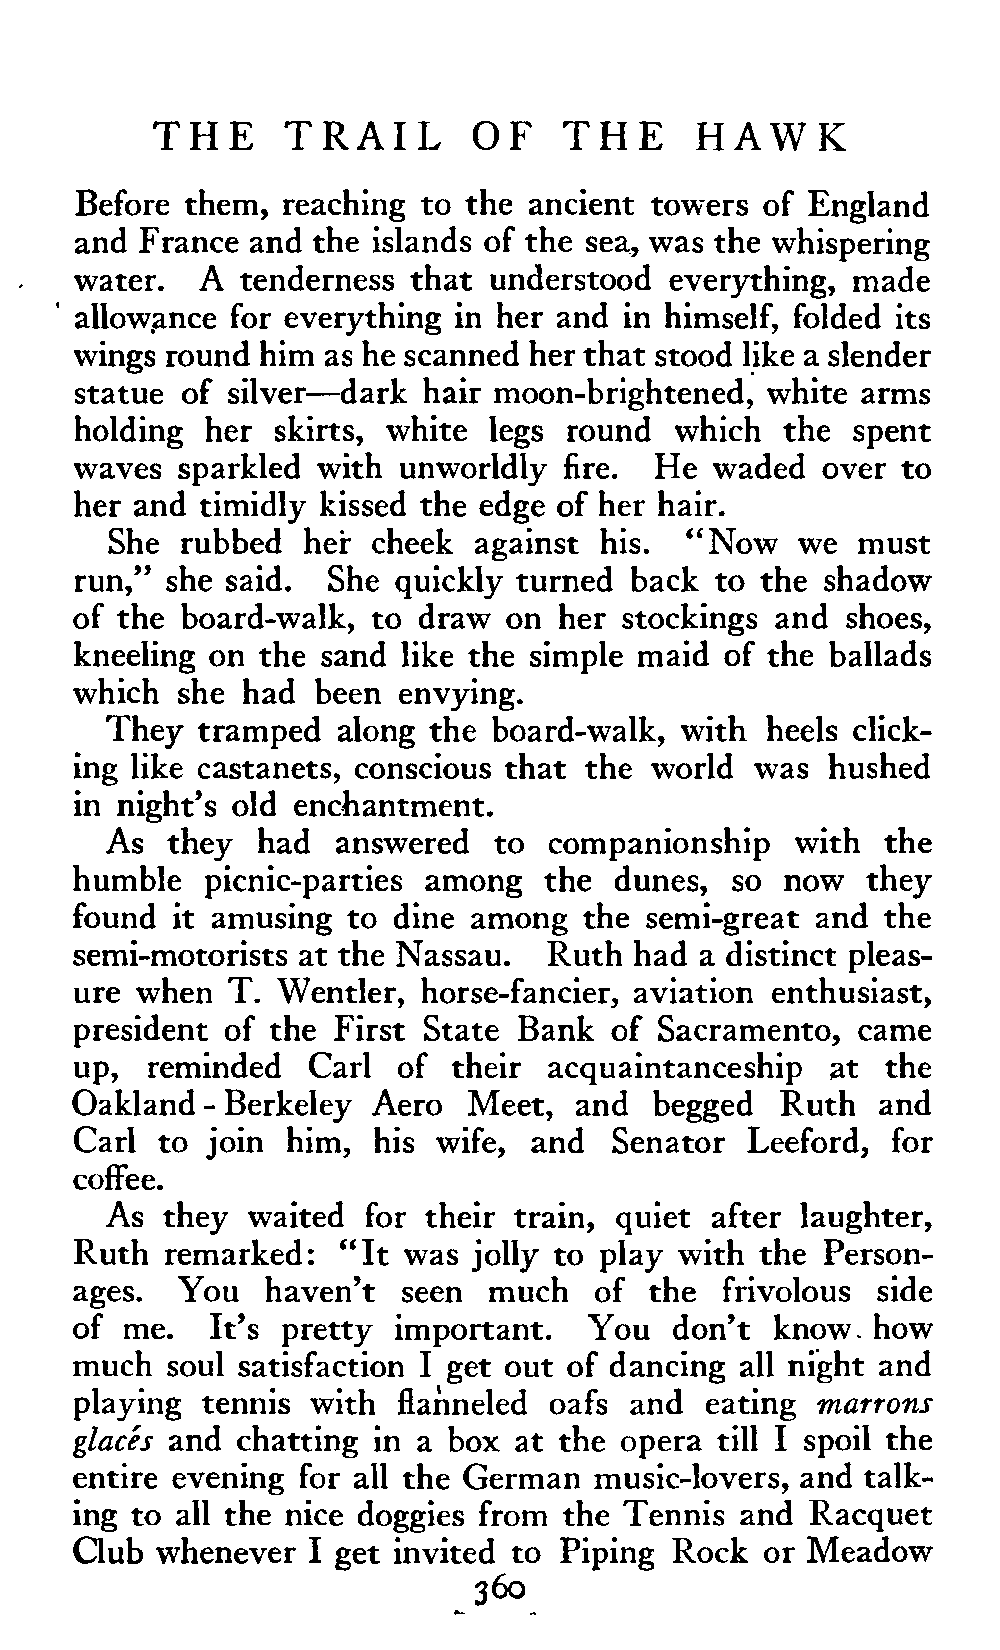 THE TRAIL OF THE HAWK
Before them, reaching to the ancient towers of England
and France and the islands of the sea, was the whispering
water. A tenderness that understood everything, made
allowance for everything in her and in himself, folded its
wings round him as he scanned her that stood like a slender
statue of silver—dark hair moon-brightened, white arms
holding her skirts, white legs round which the spent
waves sparkled with unworldly fire. He waded over to
her and timidly kissed the edge of her hair.
She rubbed her cheek against his. "Now we must
run," she said. She quickly turned back to the shadow
of the board-walk, to draw on her stockings and shoes,
kneeling on the sand like the simple maid of the ballads
which she had been envying.
They tramped along the board-walk, with heels click-
ing like castanets, conscious that the world was hushed
in night's old enchantment.
As they had answered to companionship with the
humble picnic-parties among the dunes, so now they
found it amusing to dine among the semi-great and the
semi-motorists at the Nassau. Ruth had a distinct pleas-
ure when T. Wentler, horse-fancier, aviation enthusiast,
president of the First State Bank of Sacramento, came
up, reminded Carl of their acquaintanceship at the
Oakland-Berkeley Aero Meet, and begged Ruth and
Carl to join him, his wife, and Senator Leeford, for
coffee.
As they waited for their train, quiet after laughter,
Ruth remarked: "It was jolly to play with the Person-
ages. You haven't seen much of the frivolous side
of me. It's pretty important. You don't know how
much soul satisfaction I get out of dancing all night and
playing tennis with flanneled oafs and eating marrons
glacés and chatting in a box at the opera till I spoil the
entire evening for all the German music-lovers, and talk-
ing to all the nice doggies from the Tennis and Racquet
Club whenever I get invited to Piping Rock or Meadow
360